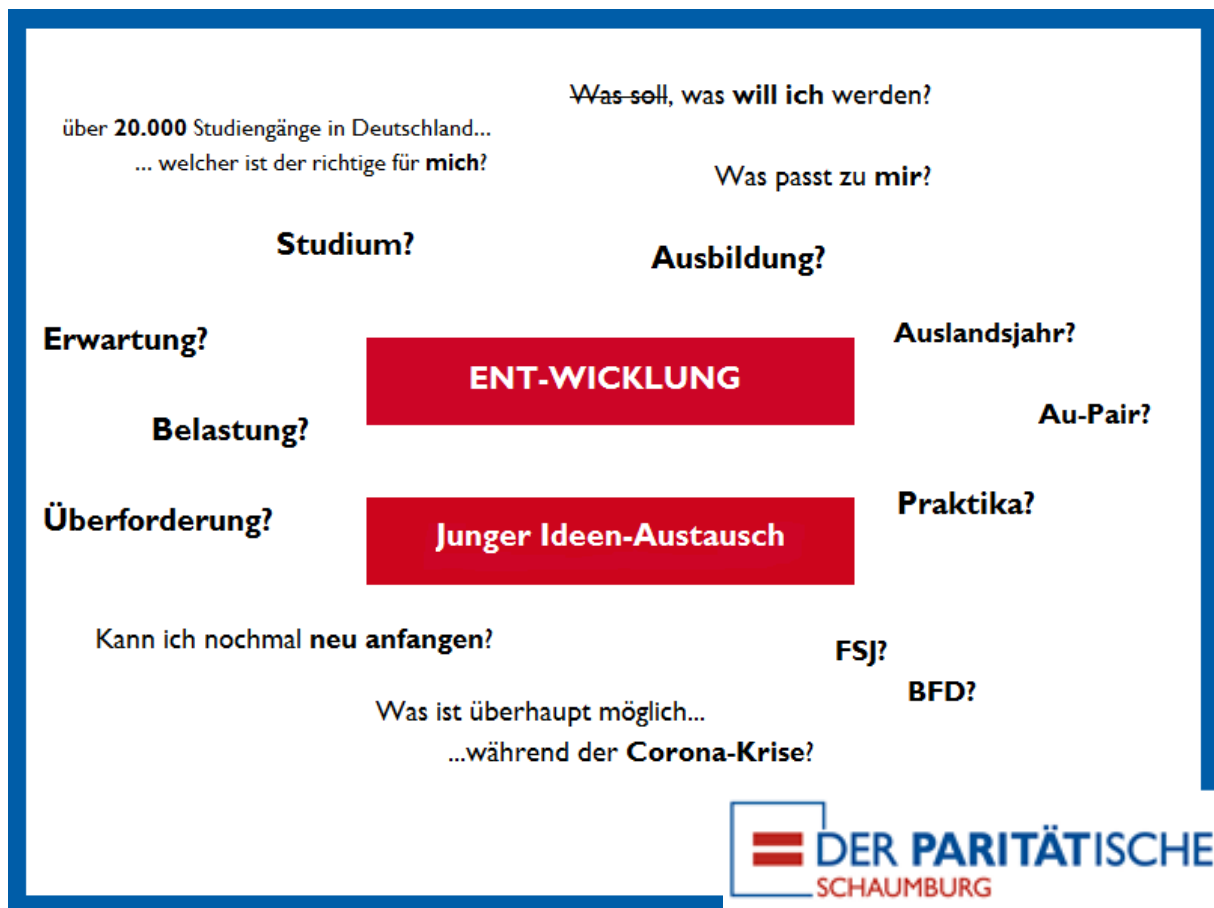 Was soll, was will ich werden?
über 20.000 Studiengänge in Deutschland...
... welcher ist der richtige für mich?
Was passt zu mir?
Studium?
Ausbildung?
Erwartung?
Auslandsjahr?
ENT-WICKLUNG
Belastung?
Au-Pair?
Überforderung?
Praktika?
Junger Ideen-Austausch
Kann ich nochmal neu anfangen?
FSJ?
BFD?
Was ist überhaupt möglich...
...während der Corona-Krise?
DER PARITÄTISCHE
SCHAUMBURG